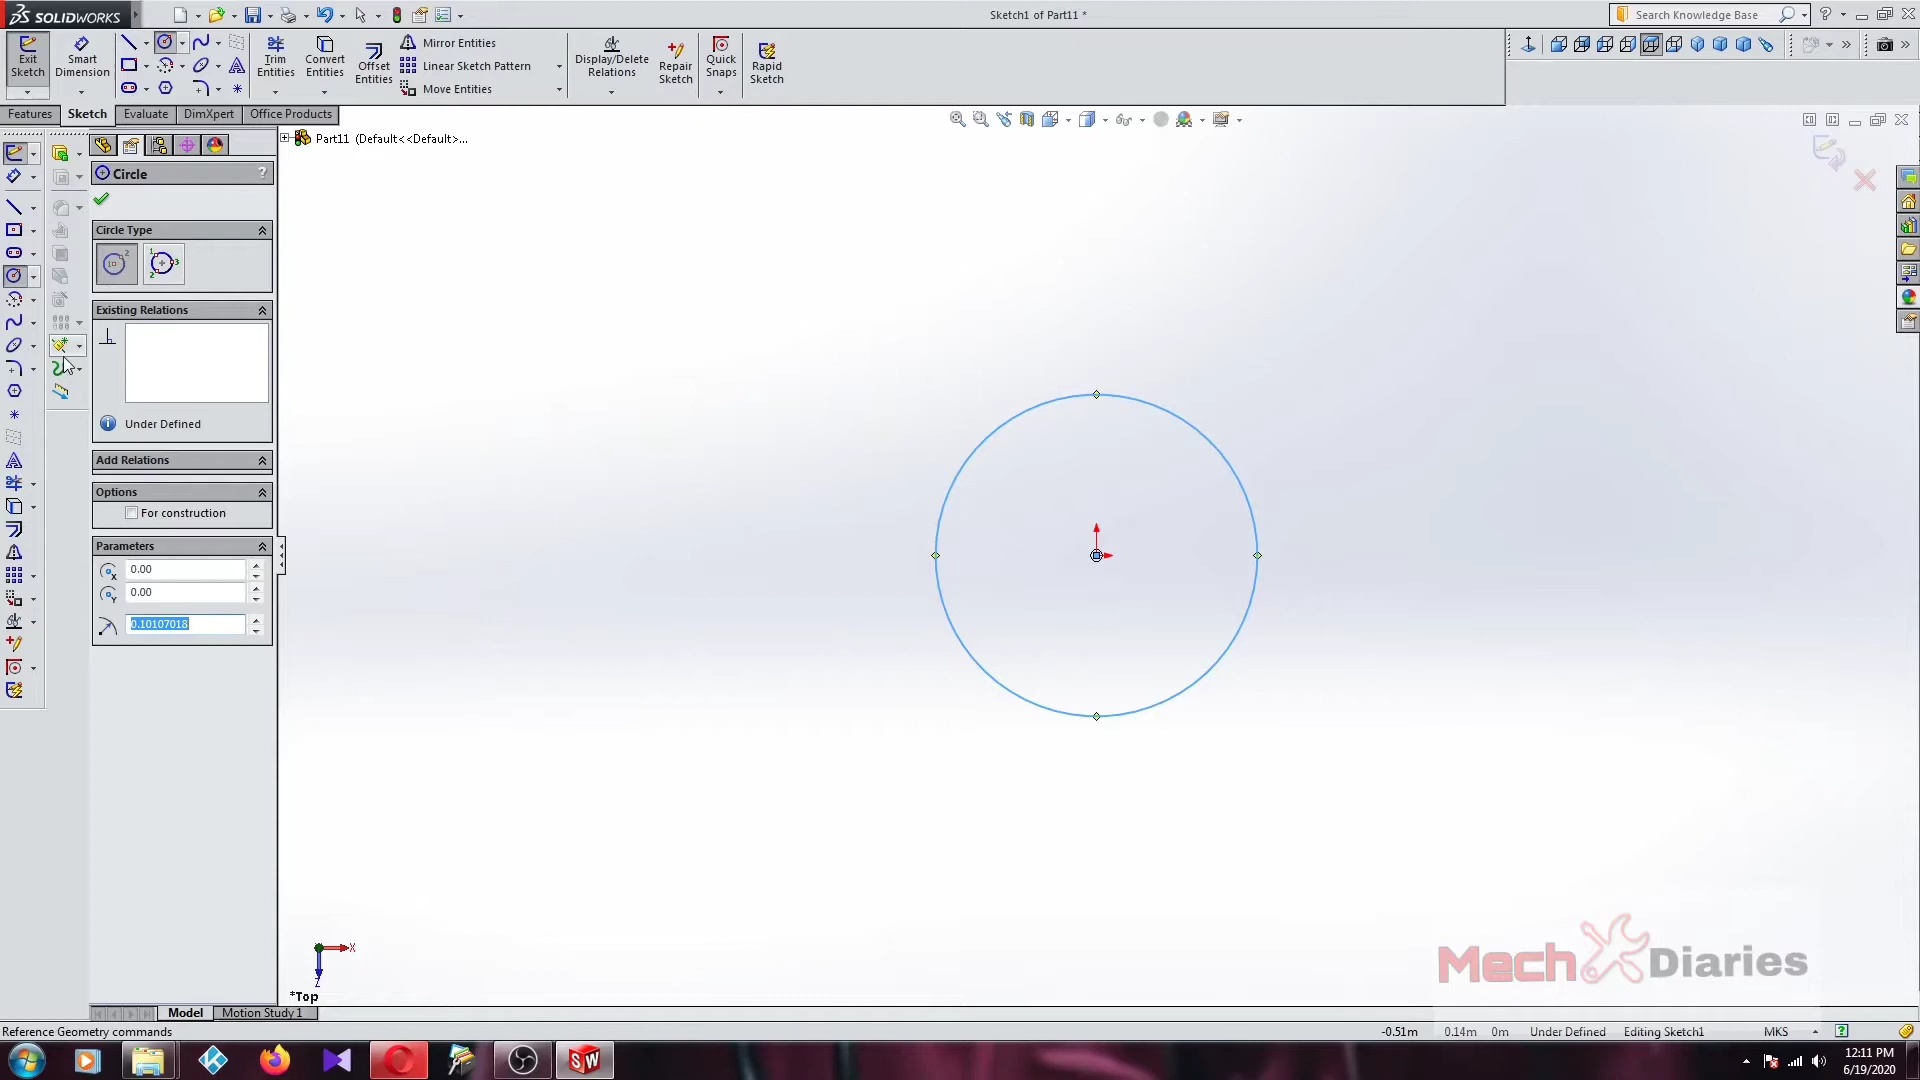 SOLIDWORKS
Sketch1 of Part11 *
Search Knowledge Base
Exit Sketch
Smart Dimension
Trim Entities
Convert Entities
Offset Entities
Mirror Entities
Linear Sketch Pattern
Move Entities
Display/Delete Relations
Repair Sketch
Quick Snaps
Rapid Sketch
Features
Sketch
Evaluate
DimXpert
Office Products
Part11 (Default<<Default>...
Circle
?
Circle Type
Existing Relations
Under Defined
Add Relations
Options
For construction
Parameters
0.00
0.00
0.10107018
X
Z
*Top
Mech Diaries
Model
Motion Study 1
Reference Geometry commands
-0.51m
0.14m
0m
Under Defined
Editing Sketch1
MKS
SW
12:11 PM
6/19/2020